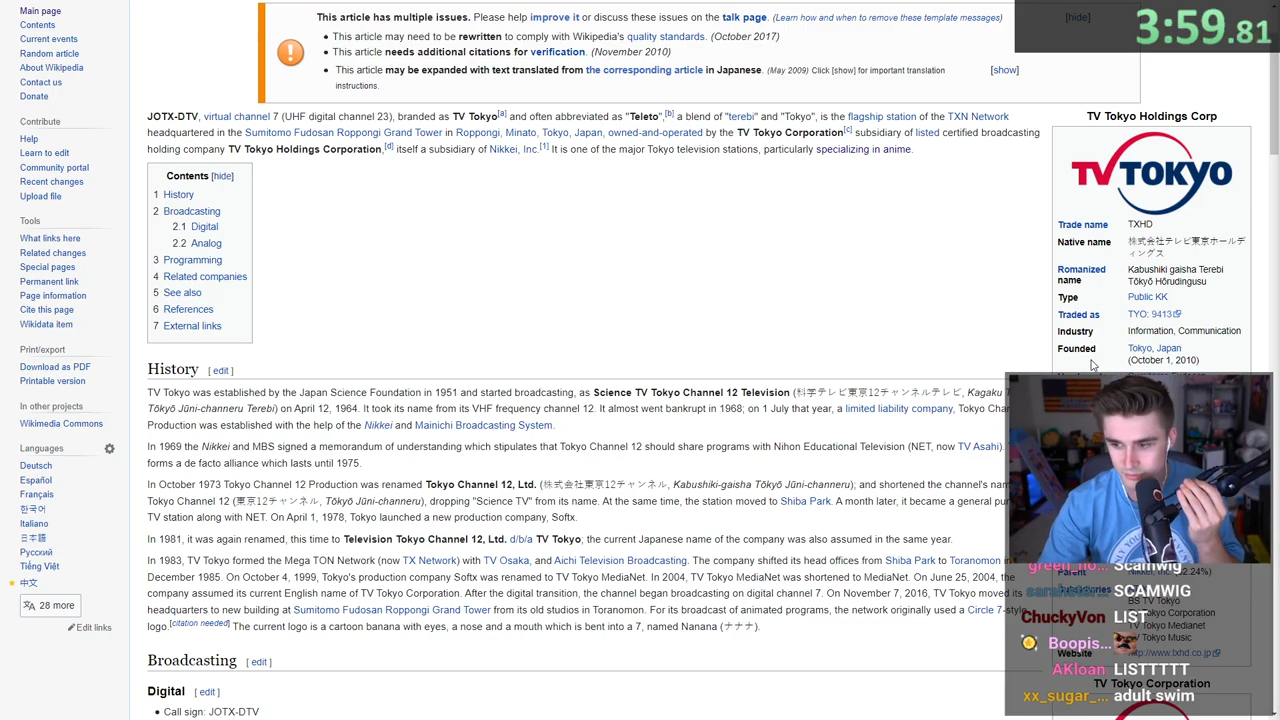 Main page
Contents
Current events
Random article
About Wikipedia
Contact us
Donate
Contribute
Help
Learn to edit
Community portal
Recent changes
Upload file
Tools
What links here
Related changes
Special pages
Permanent link
Page information
Cite this page
Wikidata item
Print/export
Download as PDF
Printable version
In other projects
Wikimedia Commons
Languages
Deutsch
Español
Français
한국어
Italiano
日本語
Русский
Tiếng Việt
中文
28 more
Edit links
This article has multiple issues. Please help improve it or discuss these issues on the talk page. (Learn how and when to remove these template messages)
[hide]
• This article may need to be rewritten to comply with Wikipedia's quality standards. (October 2017)
• This article needs additional citations for verification. (November 2010)
• This article may be expanded with text translated from the corresponding article in Japanese. (May 2009) Click [show] for important translation
instructions.
[show]
3:59.81
JOTX-DTV, virtual channel 7 (UHF digital channel 23), branded as TV Tokyo[a] and often abbreviated as "Teleto",[b] a blend of "terebi" and "Tokyo", is the flagship station of the TXN Network
headquartered in the Sumitomo Fudosan Roppongi Grand Tower in Roppongi, Minato, Tokyo, Japan, owned-and-operated by the TV Tokyo Corporation[c] subsidiary of listed certified broadcasting
holding company TV Tokyo Holdings Corporation,[d] itself a subsidiary of Nikkei, Inc.[1] It is one of the major Tokyo television stations, particularly specializing in anime.
Contents [hide]
1 History
2 Broadcasting
2.1 Digital
2.2 Analog
3 Programming
4 Related companies
5 See also
6 References
7 External links
History [ edit ]
TV Tokyo was established by the Japan Science Foundation in 1951 and started broadcasting, as Science TV Tokyo Channel 12 Television (科学テレビ東京12チャンネルテレビ, Kagaku T
Tōkyō Jūni-channeru Terebi) on April 12, 1964. It took its name from its VHF frequency channel 12. It almost went bankrupt in 1968; on 1 July that year, a limited liability company, Tokyo Char
Production was established with the help of the Nikkei and Mainichi Broadcasting System.
In 1969 the Nikkei and MBS signed a memorandum of understanding which stipulates that Tokyo Channel 12 should share programs with Nihon Educational Television (NET, now TV Asahi).
forms a de facto alliance which lasts until 1975.
In October 1973 Tokyo Channel 12 Production was renamed Tokyo Channel 12, Ltd. (株式会社東京12チャンネル, Kabushiki-gaisha Tōkyō Jūni-channeru); and shortened the channel's nam
Tokyo Channel 12 (東京12チャンネル, Tōkyō Jūni-channeru), dropping "Science TV" from its name. At the same time, the station moved to Shiba Park. A month later, it became a general pu
TV station along with NET. On April 1, 1978, Tokyo launched a new production company, Softx.
In 1981, it was again renamed, this time to Television Tokyo Channel 12, Ltd. d/b/a TV Tokyo; the current Japanese name of the company was also assumed in the same year.
In 1983, TV Tokyo formed the Mega TON Network (now TX Network) with TV Osaka, and Aichi Television Broadcasting. The company shifted its head offices from Shiba Park to Toranomon in
December 1985. On October 4, 1999, Tokyo's production company Softx was renamed to TV Tokyo MediaNet. In 2004, TV Tokyo MediaNet was shortened to MediaNet. On June 25, 2004, the
company assumed its current English name of TV Tokyo Corporation. After the digital transition, the channel began broadcasting on digital channel 7. On November 7, 2016, TV Tokyo moved its
headquarters to new building at Sumitomo Fudosan Roppongi Grand Tower from its old studios in Toranomon. For its broadcast of animated programs, the network originally used a Circle 7-style
logo.[citation needed] The current logo is a cartoon banana with eyes, a nose and a mouth which is bent into a 7, named Nanana (ナナナ).
Broadcasting [ edit ]
Digital [ edit ]
• Call sign: JOTX-DTV
TV Tokyo Holdings Corp
TV TOKYO
Trade name TXHD
Native name 株式会社テレビ東京ホールデ
ィングス
Romanized Kabushiki gaisha Terebi
name Tōkyō Hōrudingusu
Type Public KK
Traded as TYO: 9413
Industry Information, Communication
Founded Tokyo, Japan
(October 1, 2010)
Scamwig
SCAMWIG
ChuckyVon LIST
Boopis...
AKloan LISTTTTT
xx_sugar_... adult swim
Parent
BS TV Tokyo
TV Tokyo Medianet
TV Tokyo Music
Website http://www.txhd.co.jp
TV Tokyo Corporation